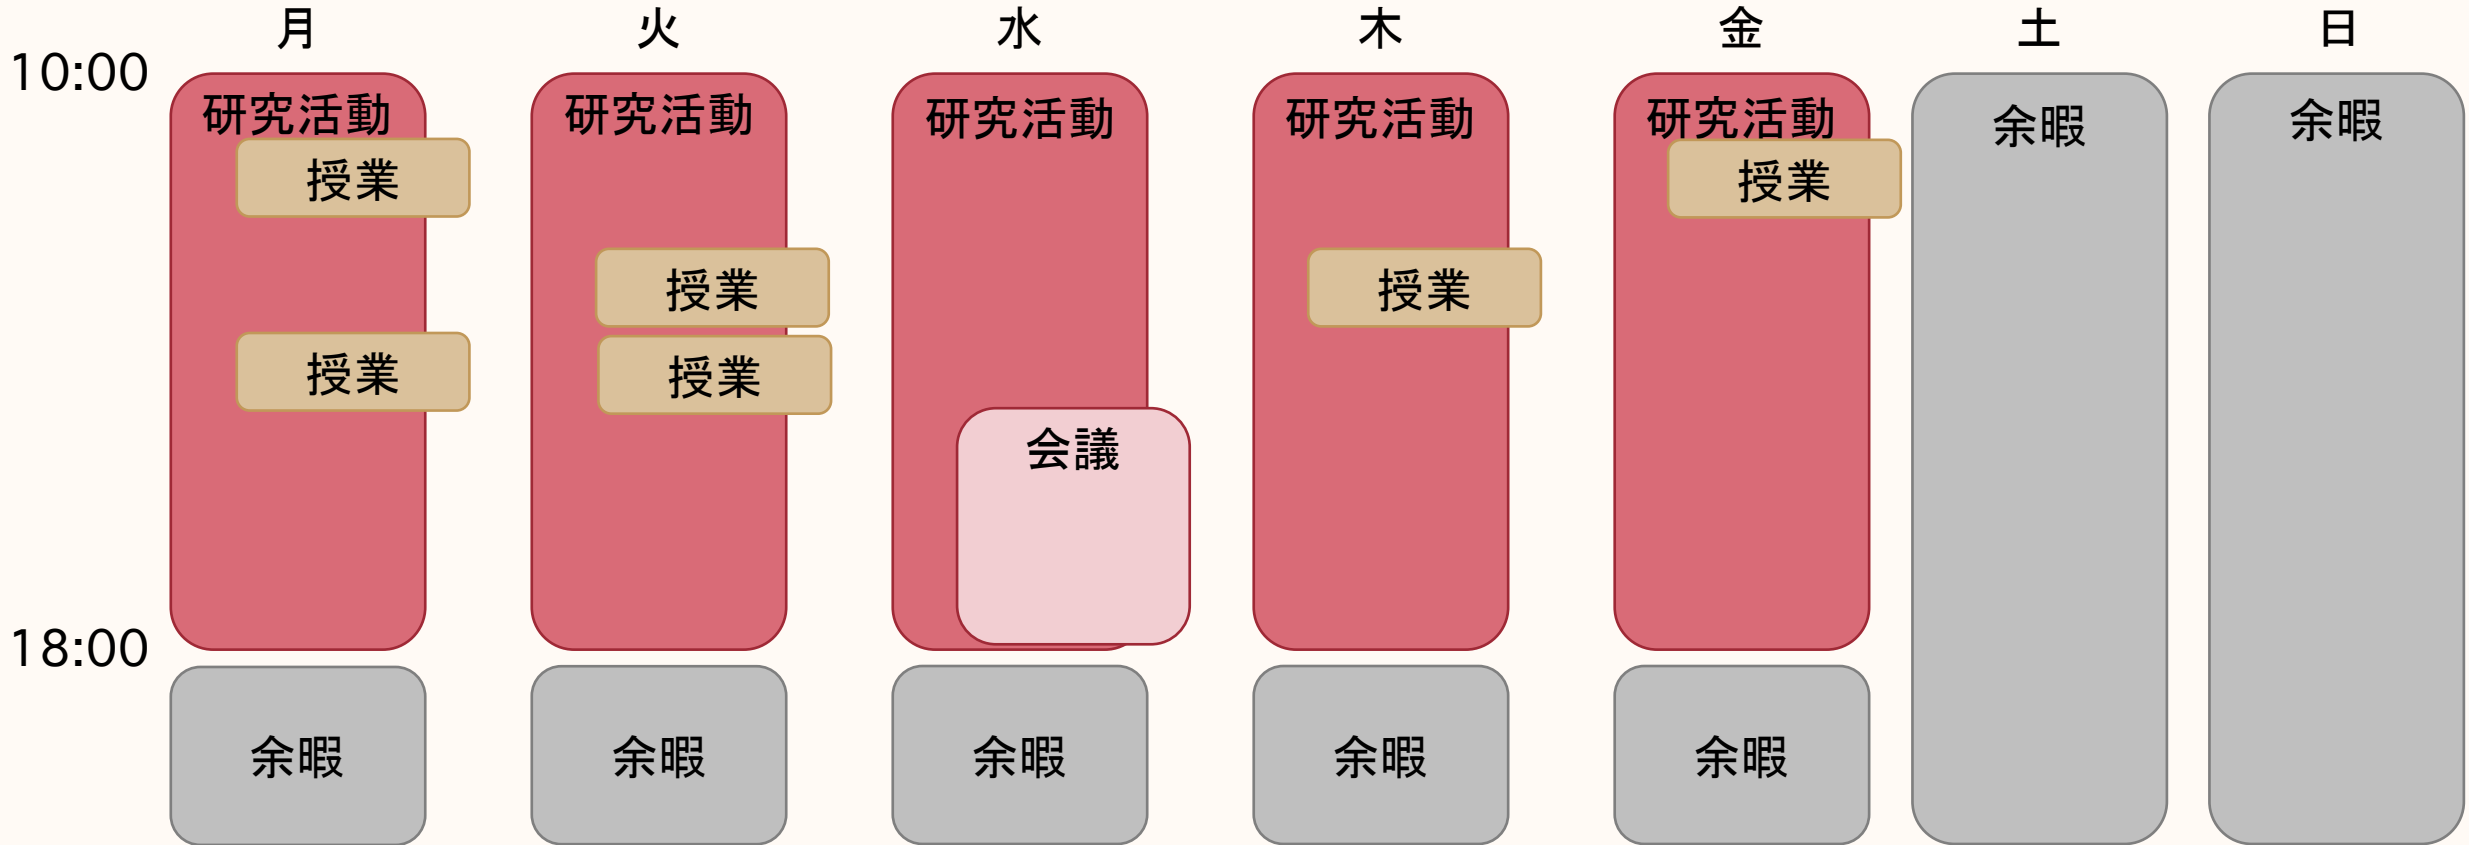 月 火 水 木 金 土 日
10:00
研究活動 研究活動 研究活動 研究活動 研究活動 余暇 余暇
授業 授業
授業 授業
授業 授業
会議
18:00
余暇 余暇 余暇 余暇 余暇